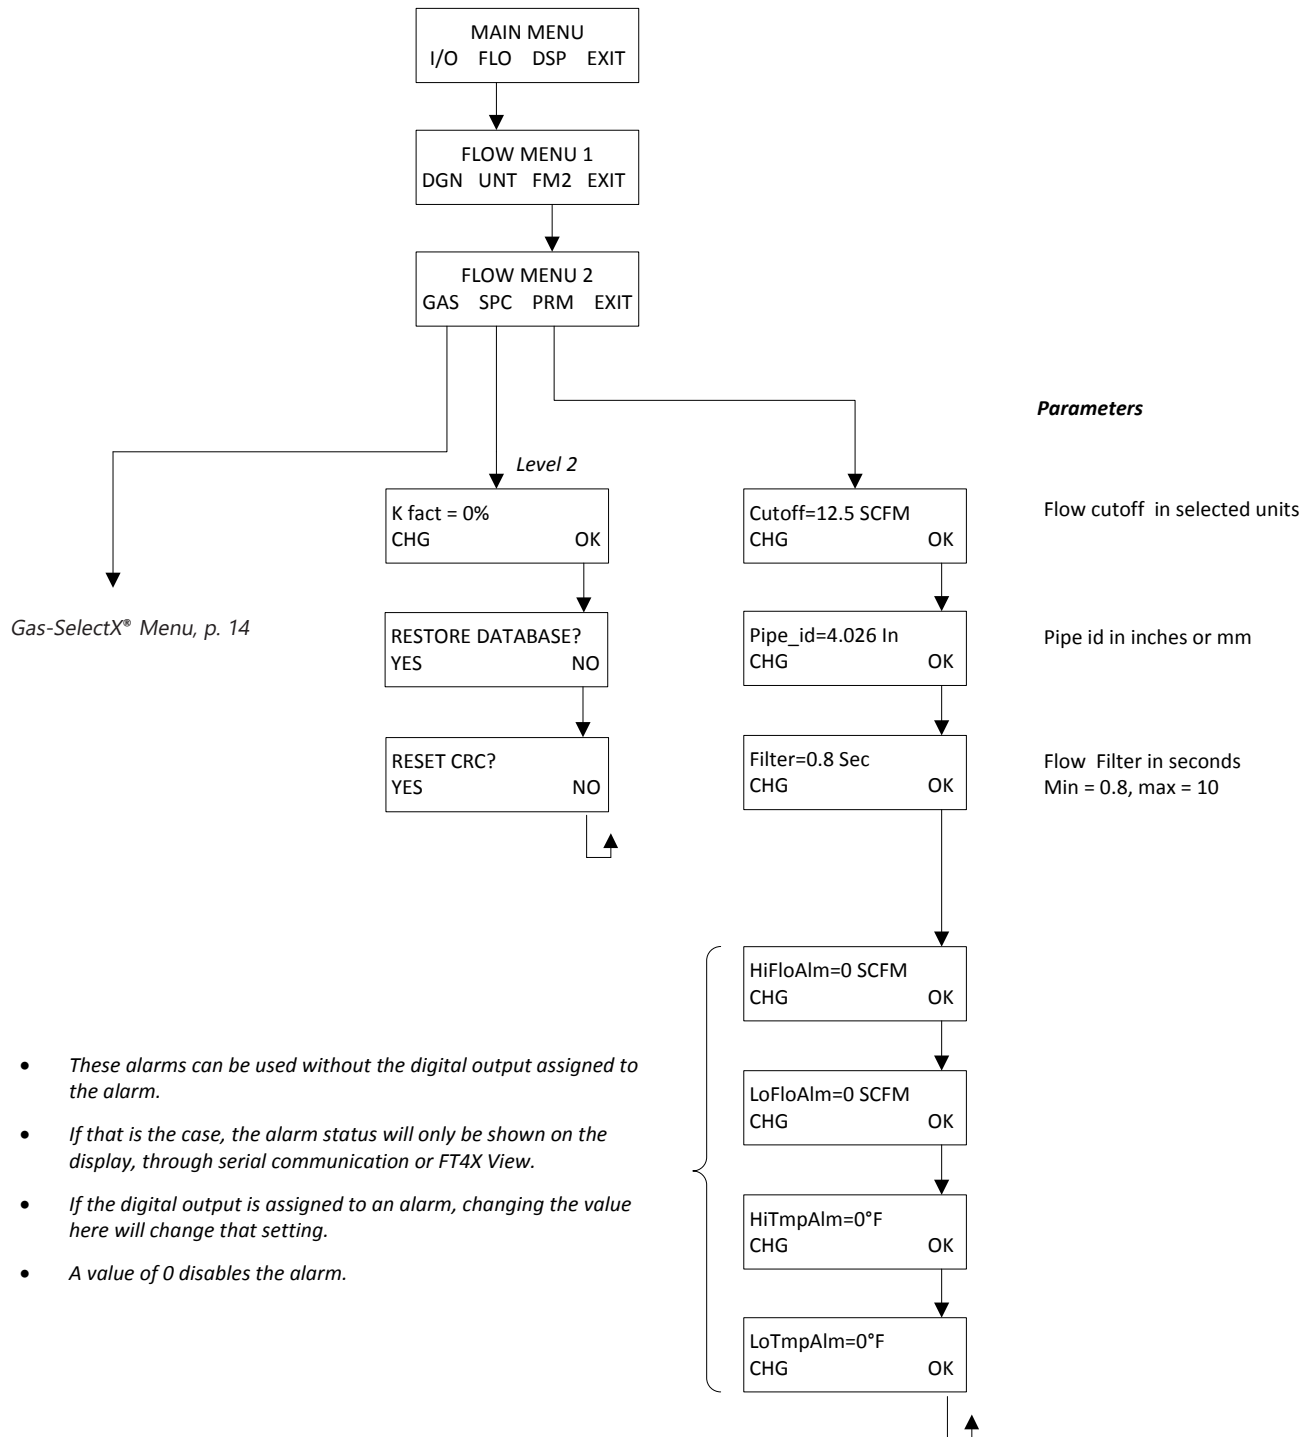 MAIN MENU
I/O FLO DSP EXIT
FLOW MENU 1
DGN UNT FM2 EXIT
FLOW MENU 2
GAS SPC PRM EXIT
Parameters
Level 2
Gas-SelectX® Menu, p. 14
K fact = 0%
CHG OK
RESTORE DATABASE?
YES NO
RESET CRC?
YES NO
Cutoff=12.5 SCFM
CHG OK
Flow cutoff in selected units
Pipe_id=4.026 In
CHG OK
Pipe id in inches or mm
Filter=0.8 Sec
CHG OK
Flow Filter in seconds
Min = 0.8, max = 10
HiFloAlm=0 SCFM
CHG OK
LoFloAlm=0 SCFM
CHG OK
HiTmpAlm=0°F
CHG OK
LoTmpAlm=0°F
CHG OK
• These alarms can be used without the digital output assigned to
the alarm.
• If that is the case, the alarm status will only be shown on the
display, through serial communication or FT4X View.
• If the digital output is assigned to an alarm, changing the value
here will change that setting.
• A value of 0 disables the alarm.